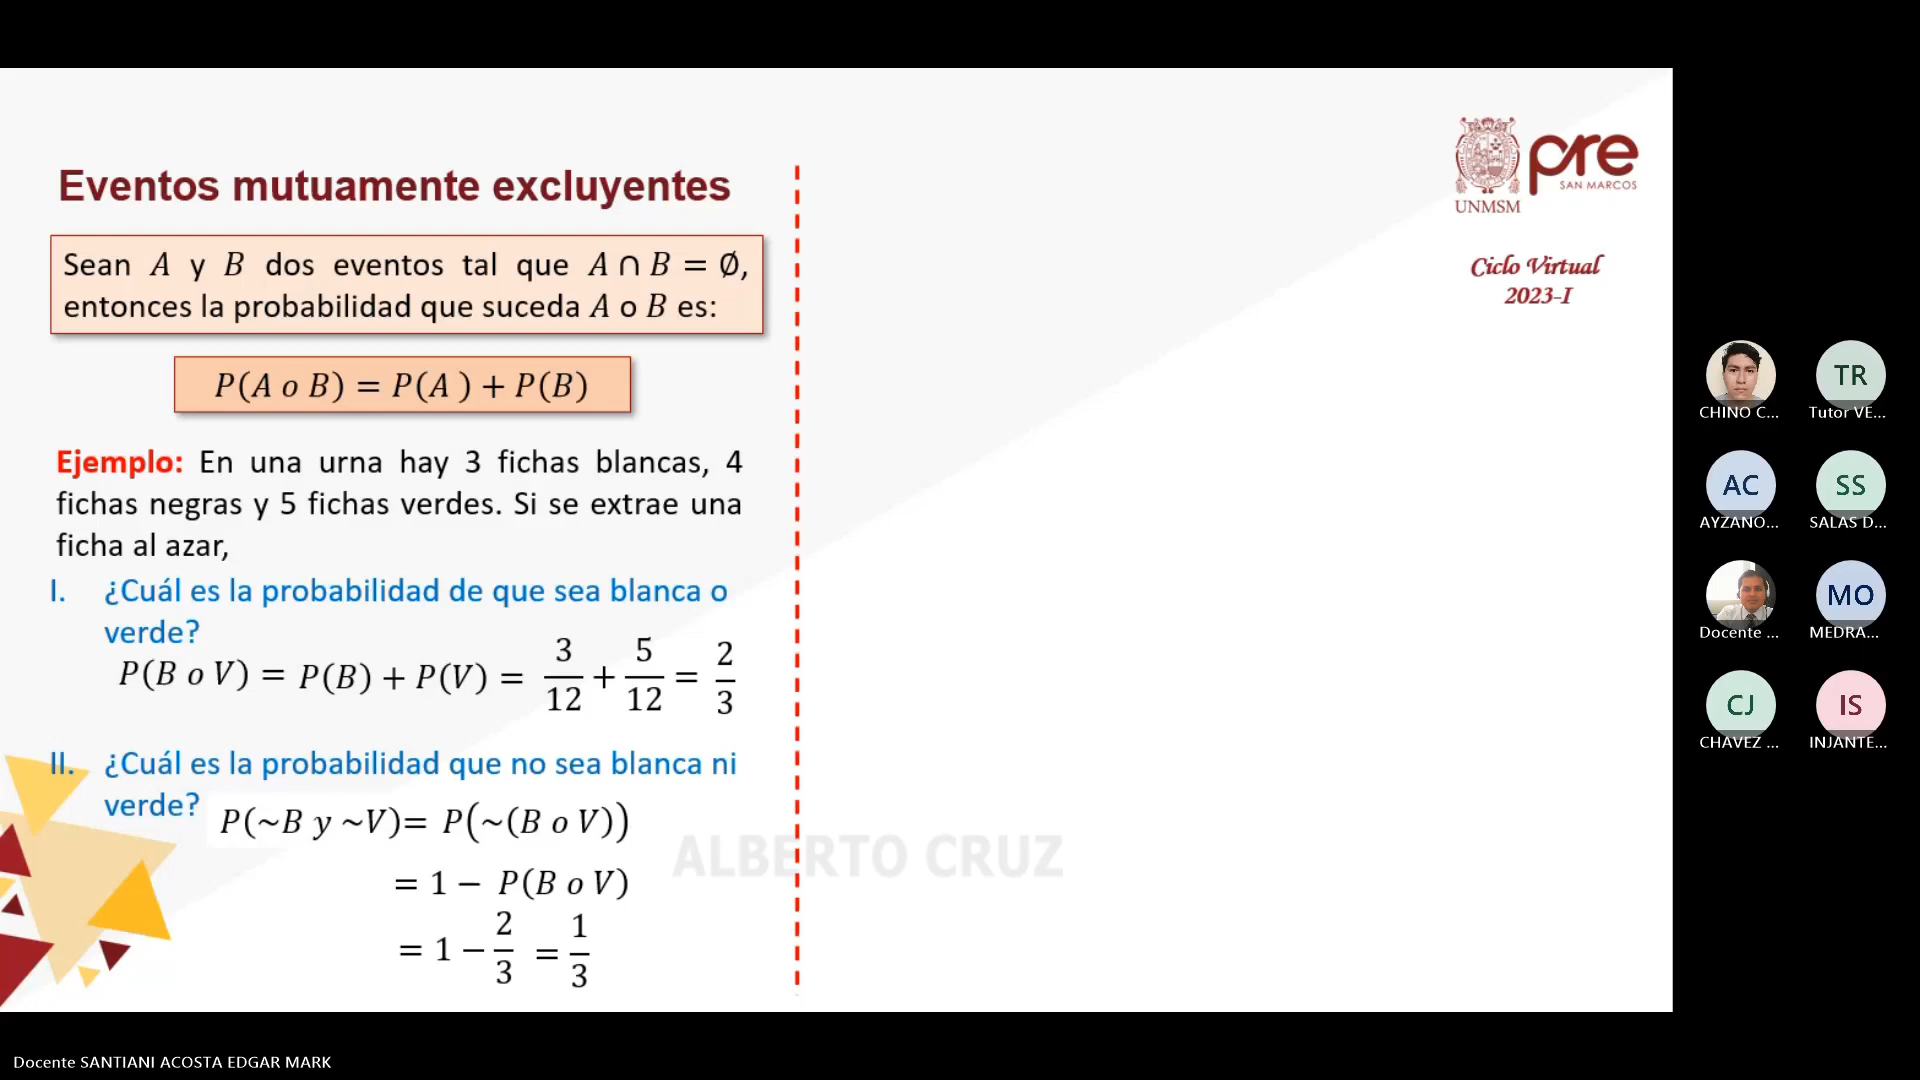 Eventos mutuamente excluyentes
Sean A y B dos eventos tal que A ∩ B = ∅,
entonces la probabilidad que suceda A o B es:
P(A o B) = P(A ) + P(B)
Ejemplo: En una urna hay 3 fichas blancas, 4
fichas negras y 5 fichas verdes. Si se extrae una
ficha al azar,
I. ¿Cuál es la probabilidad de que sea blanca o
verde?
P(B o V) = P(B) + P(V) = 3/12 + 5/12 = 2/3
II. ¿Cuál es la probabilidad que no sea blanca ni
verde?
P(~B y ~V)= P(~(B o V))
= 1 − P(B o V)
= 1 − 2/3 = 1/3
ALBERTO CRUZ
UNMSM
pre
SAN MARCOS
Ciclo Virtual
2023-I
CHINO C...
TR
Tutor VE...
AC
AYZANO...
SS
SALAS D...
Docente ...
MO
MEDRA...
CJ
CHAVEZ ...
IS
INJANTE...
Docente SANTIANI ACOSTA EDGAR MARK